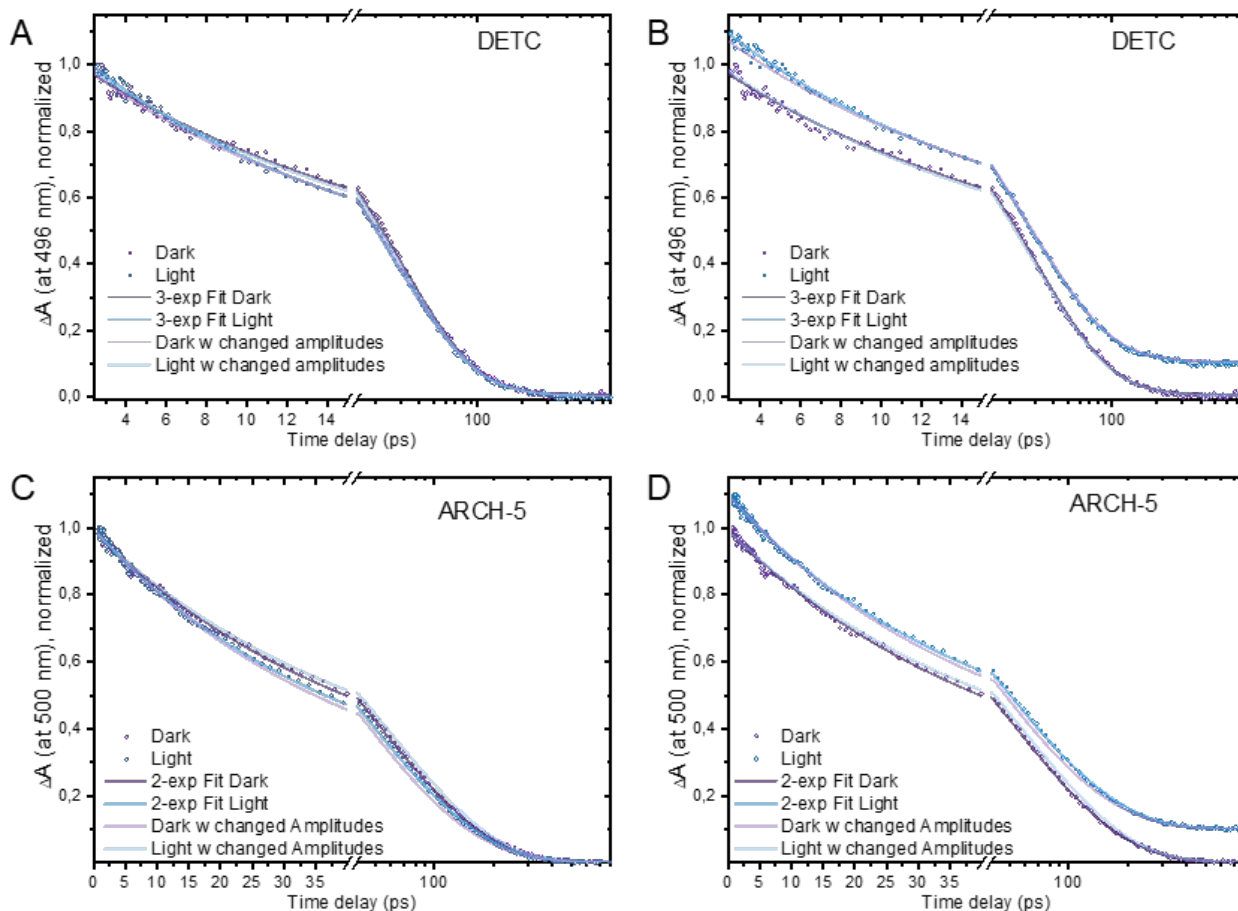 A
DETC
ΔA (at 496 nm), normalized
1,0
0,8
0,6
0,4
0,2
0,0
Dark
Light
3-exp Fit Dark
3-exp Fit Light
Dark w changed amplitudes
Light w changed amplitudes
4 6 8 10 12 14 100
Time delay (ps)
B
DETC
ΔA (at 496 nm), normalized
1,0
0,8
0,6
0,4
0,2
0,0
Dark
Light
3-exp Fit Dark
3-exp Fit Light
Dark w changed amplitudes
Light w changed amplitudes
4 6 8 10 12 14 100
Time delay (ps)
C
ARCH-5
ΔA (at 500 nm), normalized
1,0
0,8
0,6
0,4
0,2
Dark
Light
2-exp Fit Dark
2-exp Fit Light
Dark w changed Amplitudes
Light w changed Amplitudes
0 5 10 15 20 25 30 35 100
Time delay (ps)
D
ARCH-5
ΔA (at 500 nm), normalized
1,0
0,8
0,6
0,4
0,2
Dark
Light
2-exp Fit Dark
2-exp Fit Light
Dark w changed Amplitudes
Light w changed Amplitudes
0 5 10 15 20 25 30 35 100
Time delay (ps)